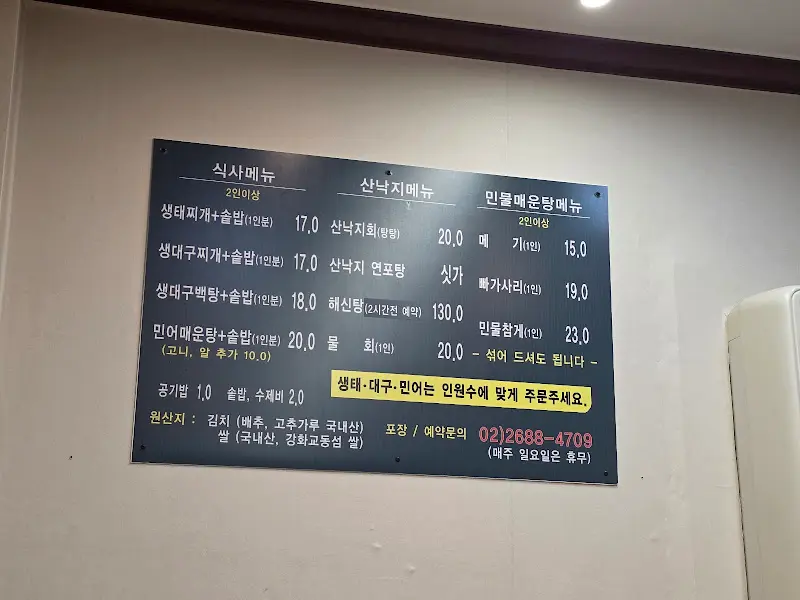 식사메뉴
2인이상
생태찌개+솥밥(1인분) 17.0
생대구찌개+솥밥(1인분) 17.0
생대구백탕+솥밥(1인분) 18.0
민어매운탕+솥밥(1인분) 20.0
(고니, 알 추가 10.0)
공기밥 1.0 솥밥, 수제비 2.0
산낙지메뉴
산낙지회(탕탕) 20.0
산낙지 연포탕 싯가
해신탕(2시간전 예약) 130.0
물 회(1인) 20.0
민물매운탕메뉴
2인이상
메 기(1인) 15.0
빠가사리(1인) 19.0
민물참게(1인) 23.0
- 섞어 드셔도 됩니다 -
생태·대구·민어는 인원수에 맞게 주문주세요.
원산지 : 김치 (배추, 고추가루 국내산)
쌀 (국내산, 강화교동섬 쌀)
포장 / 예약문의 02)2688-4709
(매주 일요일은 휴무)